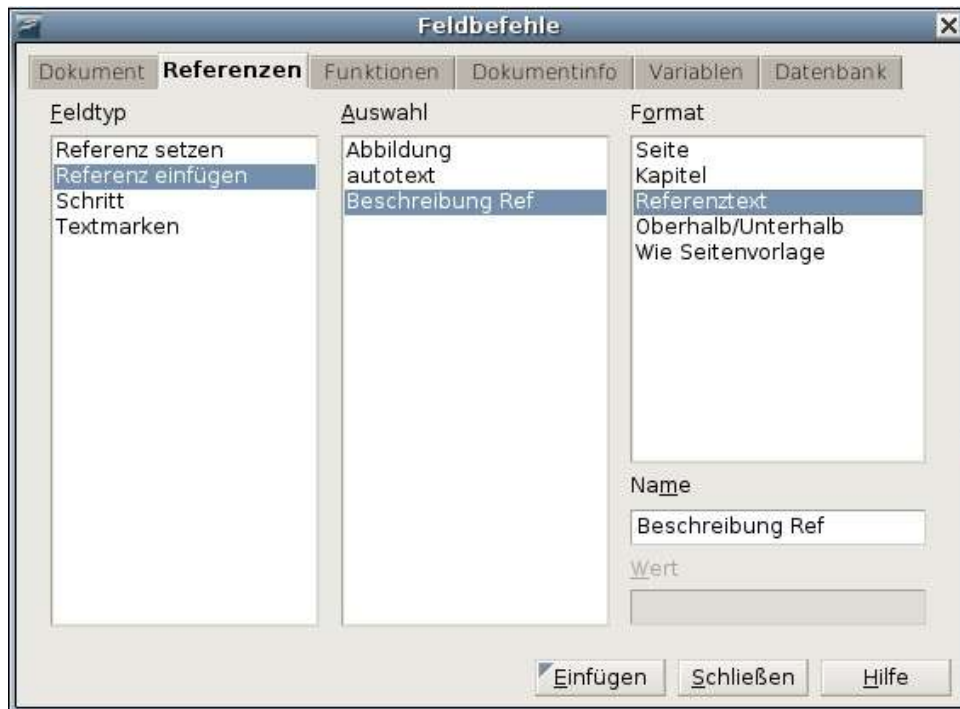 Feldbefehle
Dokument Referenzen Funktionen Dokumentinfo Variablen Datenbank
Feldtyp
Referenz setzen
Referenz einfügen
Schritt
Textmarken
Auswahl
Abbildung
autotext
Beschreibung Ref
Format
Seite
Kapitel
Referenztext
Oberhalb/Unterhalb
Wie Seitenvorlage
Name
Beschreibung Ref
Wert
Einfügen Schließen Hilfe